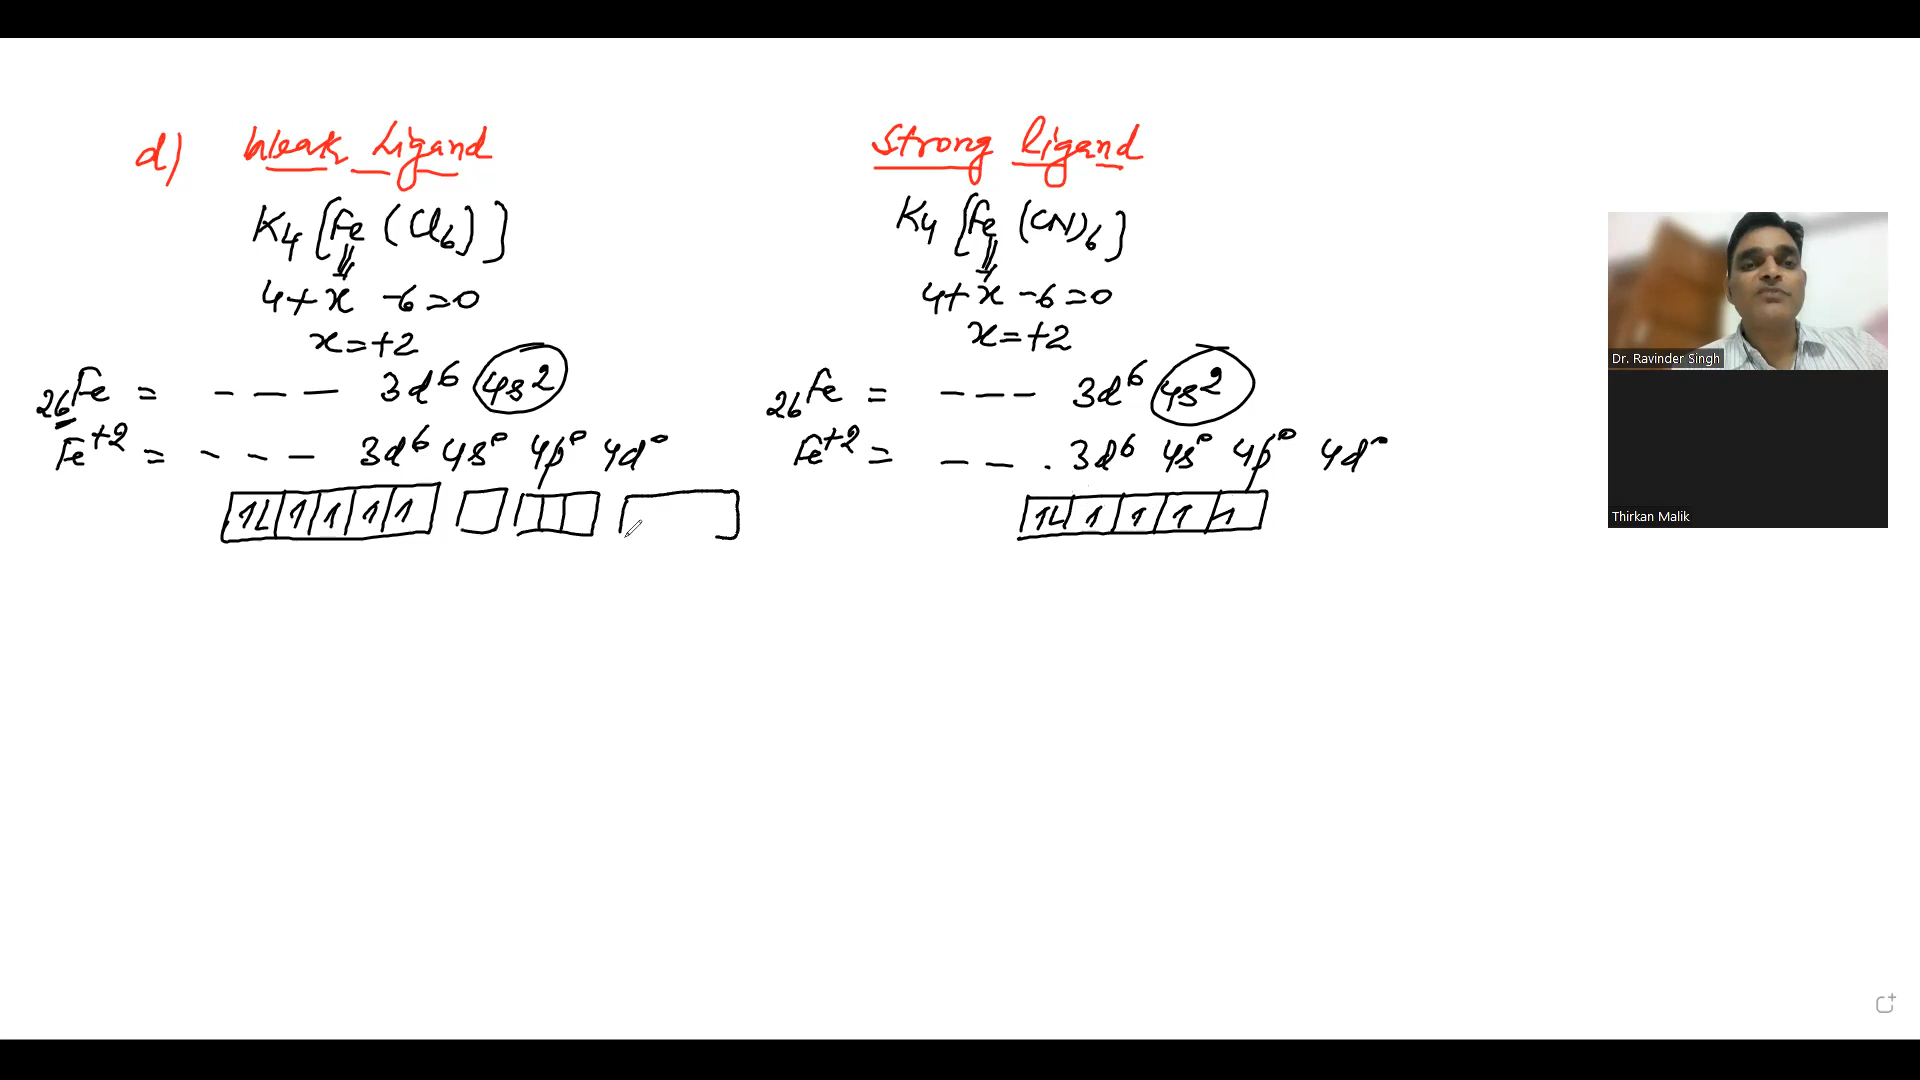 d) Weak Ligand
K4 [Fe (Cl6)]
4+x -6=0
x=+2
26Fe = - - - 3d6 4s2
Fe+2 = - - - 3d6 4s0 4p0 4d0
1L 1 1 1 1
Strong ligand
K4 [Fe (CN)6]
4+x -6=0
x=+2
26Fe = --- 3d6 4s2
Fe+2 = -- . 3d6 4s0 4p0 4d0
1L 1 1 1 1
Dr. Ravinder Singh
Thirkan Malik